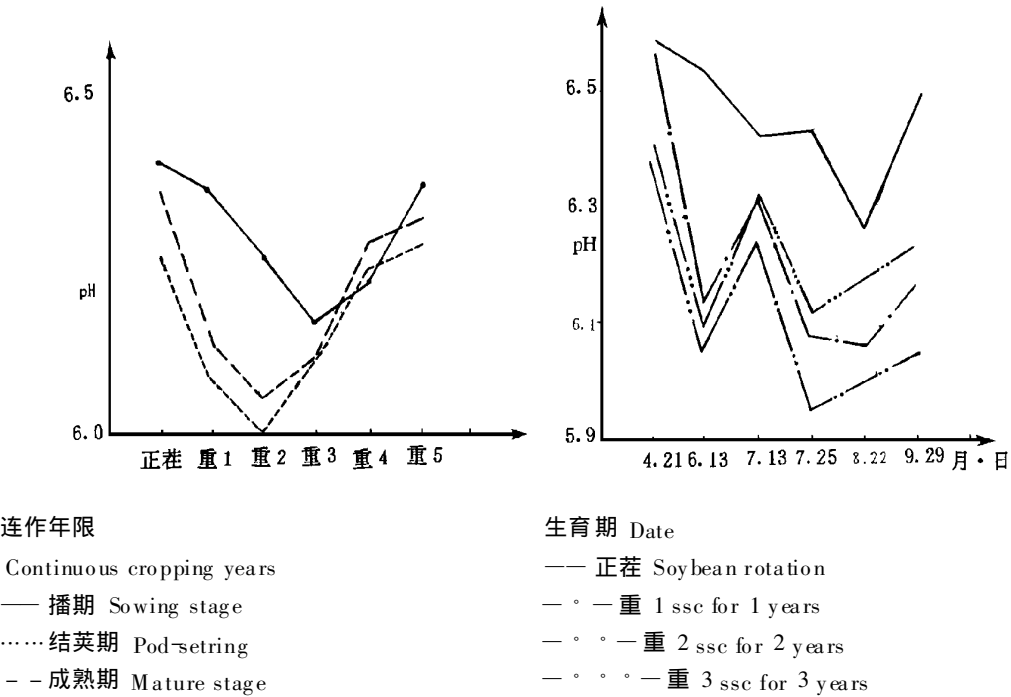 6.5
pH
6.0
正茬 重1 重2 重3 重4 重5
6.5
6.3
pH
6.1
5.9
4.21 6.13 7.13 7.25 8.22 9.29 月·日
连作年限
Continuous cropping years
—— 播期 Sowing stage
…… 结荚期 Pod-setring
– – 成熟期 Mature stage
生育期 Date
—— 正茬 Soybean rotation
— ° — 重 1 ssc for 1 years
— ° ° — 重 2 ssc for 2 years
— ° ° ° — 重 3 ssc for 3 years